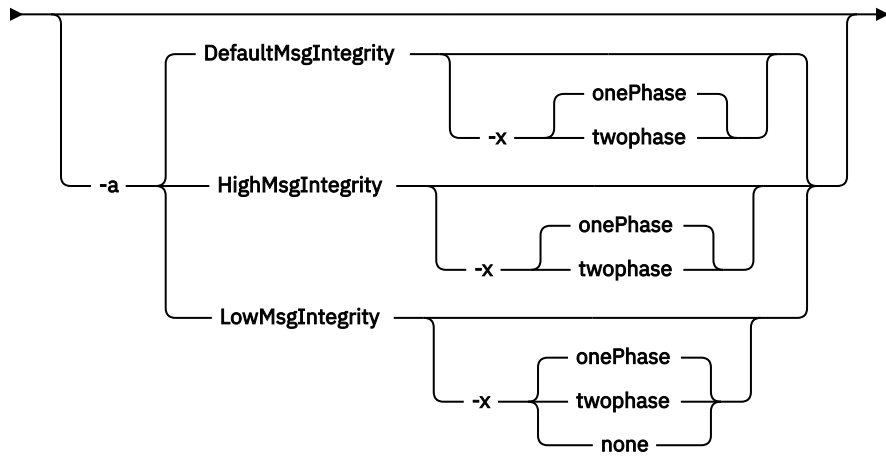 DefaultMsgIntegrity
onePhase
-x twophase
-a HighMsgIntegrity
onePhase
-x twophase
LowMsgIntegrity
onePhase
-x twophase
none